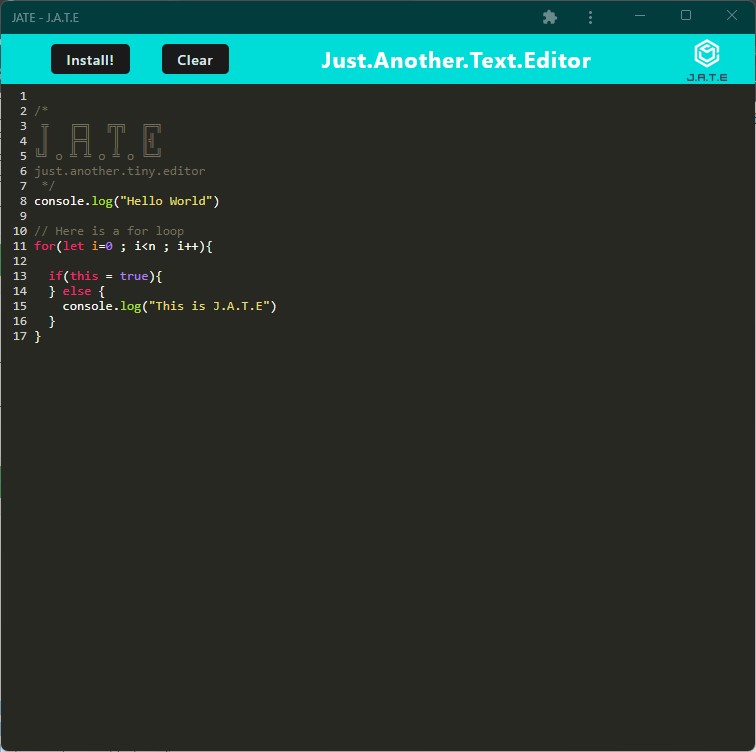 JATE - J.A.T.E
Install!
Clear
Just.Another.Text.Editor
J.A.T.E
1
2 /*
3  ╦  ╔═╗ ╔╦╗ ╔═╗
4  ║  ╠═╣  ║  ║╣
5 ╚╝ o ╩ ╩ o ╩ o ╚═╝
6 just.another.tiny.editor
7  */
8 console.log("Hello World")
9
10 // Here is a for loop
11 for(let i=0 ; i<n ; i++){
12
13   if(this = true){
14   } else {
15     console.log("This is J.A.T.E")
16   }
17 }